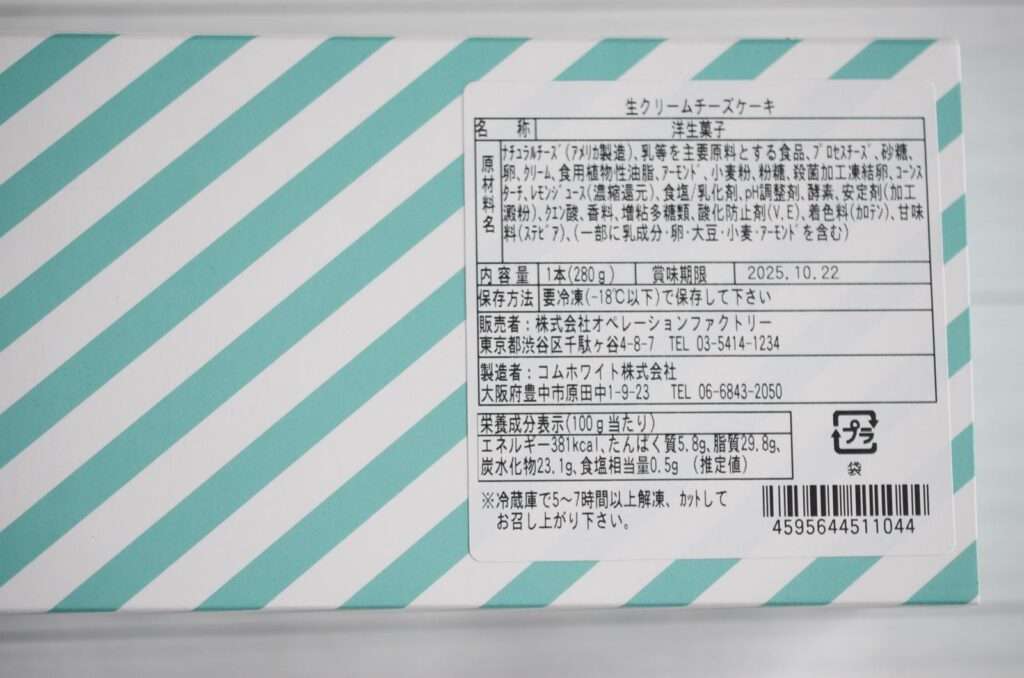 生クリームチーズケーキ
名 称 洋生菓子
原材料名
ﾅﾁｭﾗﾙﾁｰｽﾞ(ｱﾒﾘｶ製造)、乳等を主要原料とする食品、ﾌﾟﾛｾｽﾁｰｽﾞ、砂糖、
卵、ｸﾘｰﾑ、食用植物性油脂、ｱｰﾓﾝﾄﾞ、小麦粉、粉糖、殺菌加工凍結卵、ｺｰﾝｽ
ﾀｰﾁ、ﾚﾓﾝｼﾞｭｰｽ(濃縮還元)、食塩/乳化剤、pH調整剤、酵素、安定剤(加工
澱粉)、ｸｴﾝ酸、香料、増粘多糖類、酸化防止剤(V.E)、着色料(ｶﾛﾃﾝ)、甘味
料(ｽﾃﾋﾞｱ)、(一部に乳成分･卵･大豆･小麦･ｱｰﾓﾝﾄﾞを含む)
内容量 1本(280g) 賞味期限 2025.10.22
保存方法 要冷凍(-18℃以下)で保存して下さい
販売者：株式会社オペレーションファクトリー
東京都渋谷区千駄ヶ谷4-8-7 TEL 03-5414-1234
製造者：コムホワイト株式会社
大阪府豊中市原田中1-9-23 TEL 06-6843-2050
栄養成分表示(100g当たり)
エネルギー381kcal、たんぱく質5.8g、脂質29.8g、
炭水化物23.1g、食塩相当量0.5g (推定値)
プラ
袋
※冷蔵庫で5～7時間以上解凍、ｶｯﾄして
お召し上がり下さい。
4595644511044